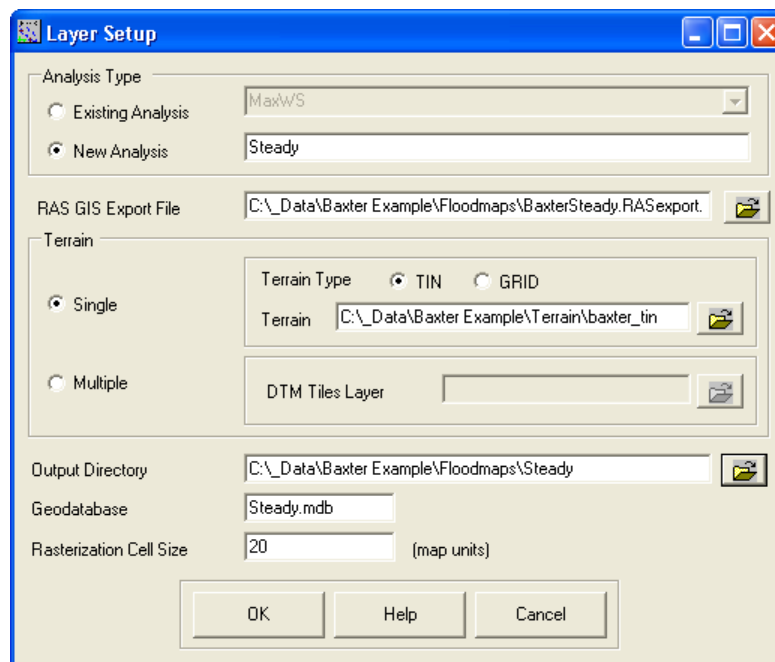 Layer Setup
Analysis Type
Existing Analysis
MaxWS
New Analysis
Steady
RAS GIS Export File
C:\_Data\Baxter Example\Floodmaps\BaxterSteady.RASexport.
Terrain
Single
Terrain Type
TIN
GRID
Terrain
C:\_Data\Baxter Example\Terrain\baxter_tin
Multiple
DTM Tiles Layer
Output Directory
C:\_Data\Baxter Example\Floodmaps\Steady
Geodatabase
Steady.mdb
Rasterization Cell Size
20
(map units)
OK
Help
Cancel